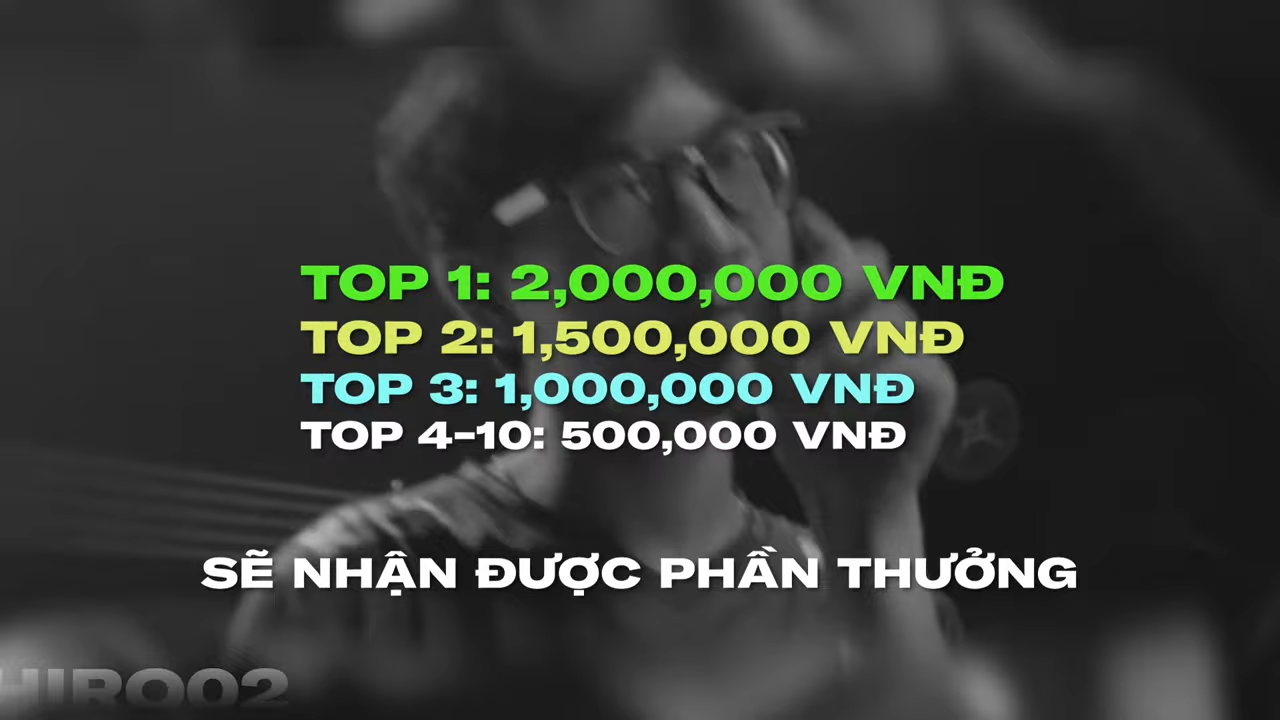 TOP 1: 2,000,000 VNĐ
TOP 2: 1,500,000 VNĐ
TOP 3: 1,000,000 VNĐ
TOP 4-10: 500,000 VNĐ
SẼ NHẬN ĐƯỢC PHẦN THƯỞNG
HIRO02